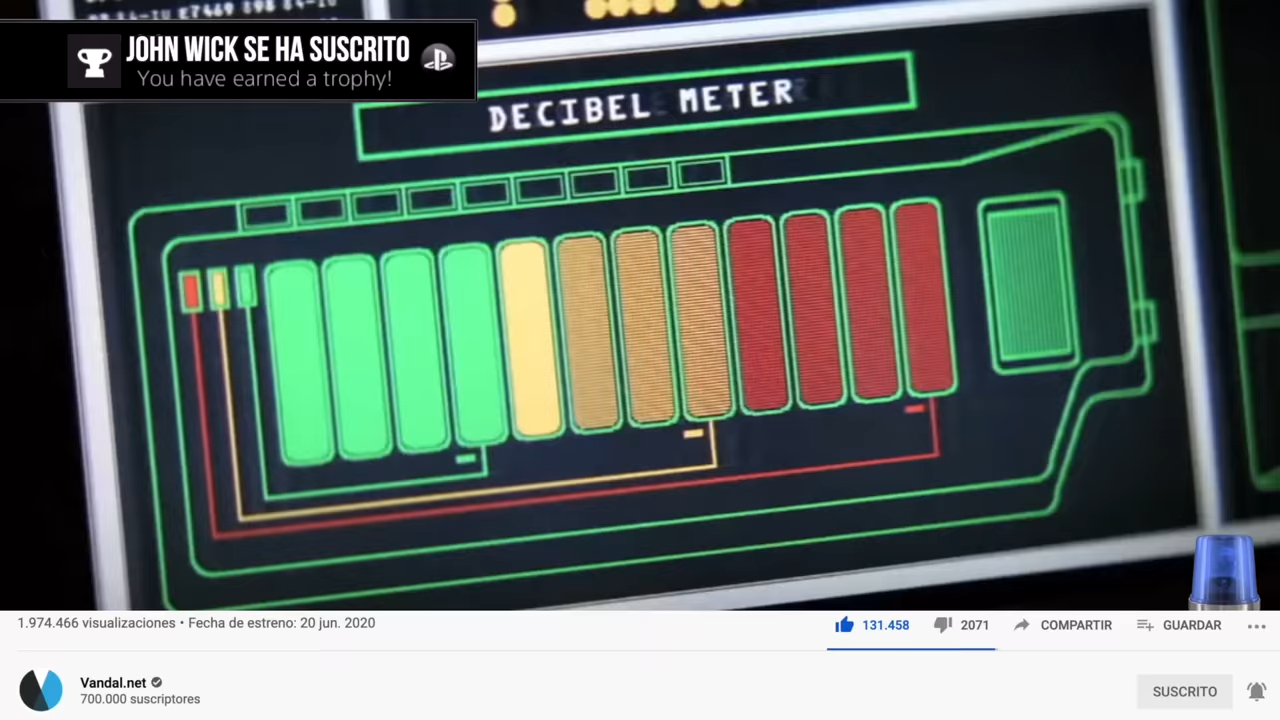 JOHN WICK SE HA SUSCRITO
You have earned a trophy!
DECIBEL METER
1.974.466 visualizaciones • Fecha de estreno: 20 jun. 2020
131.458
2071
COMPARTIR
GUARDAR
Vandal.net
700.000 suscriptores
SUSCRITO